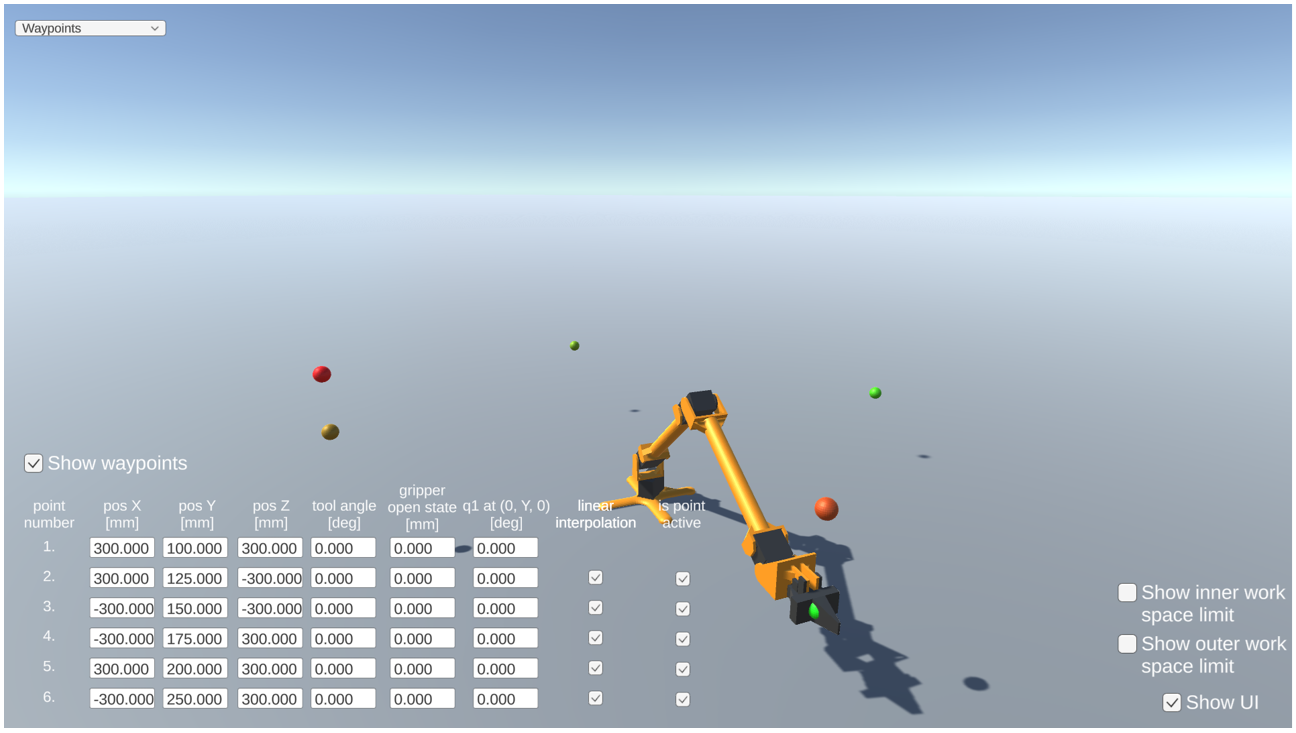 Waypoints
Show waypoints
point number
pos X [mm]
pos Y [mm]
pos Z [mm]
tool angle [deg]
gripper open state [mm]
q1 at (0, Y, 0) [deg]
linear interpolation
is point active
1. 300.000 100.000 300.000 0.000 0.000 0.000
2. 300.000 125.000 -300.000 0.000 0.000 0.000
3. -300.000 150.000 -300.000 0.000 0.000 0.000
4. -300.000 175.000 300.000 0.000 0.000 0.000
5. 300.000 200.000 300.000 0.000 0.000 0.000
6. -300.000 250.000 300.000 0.000 0.000 0.000
Show inner work
space limit
Show outer work
space limit
Show UI